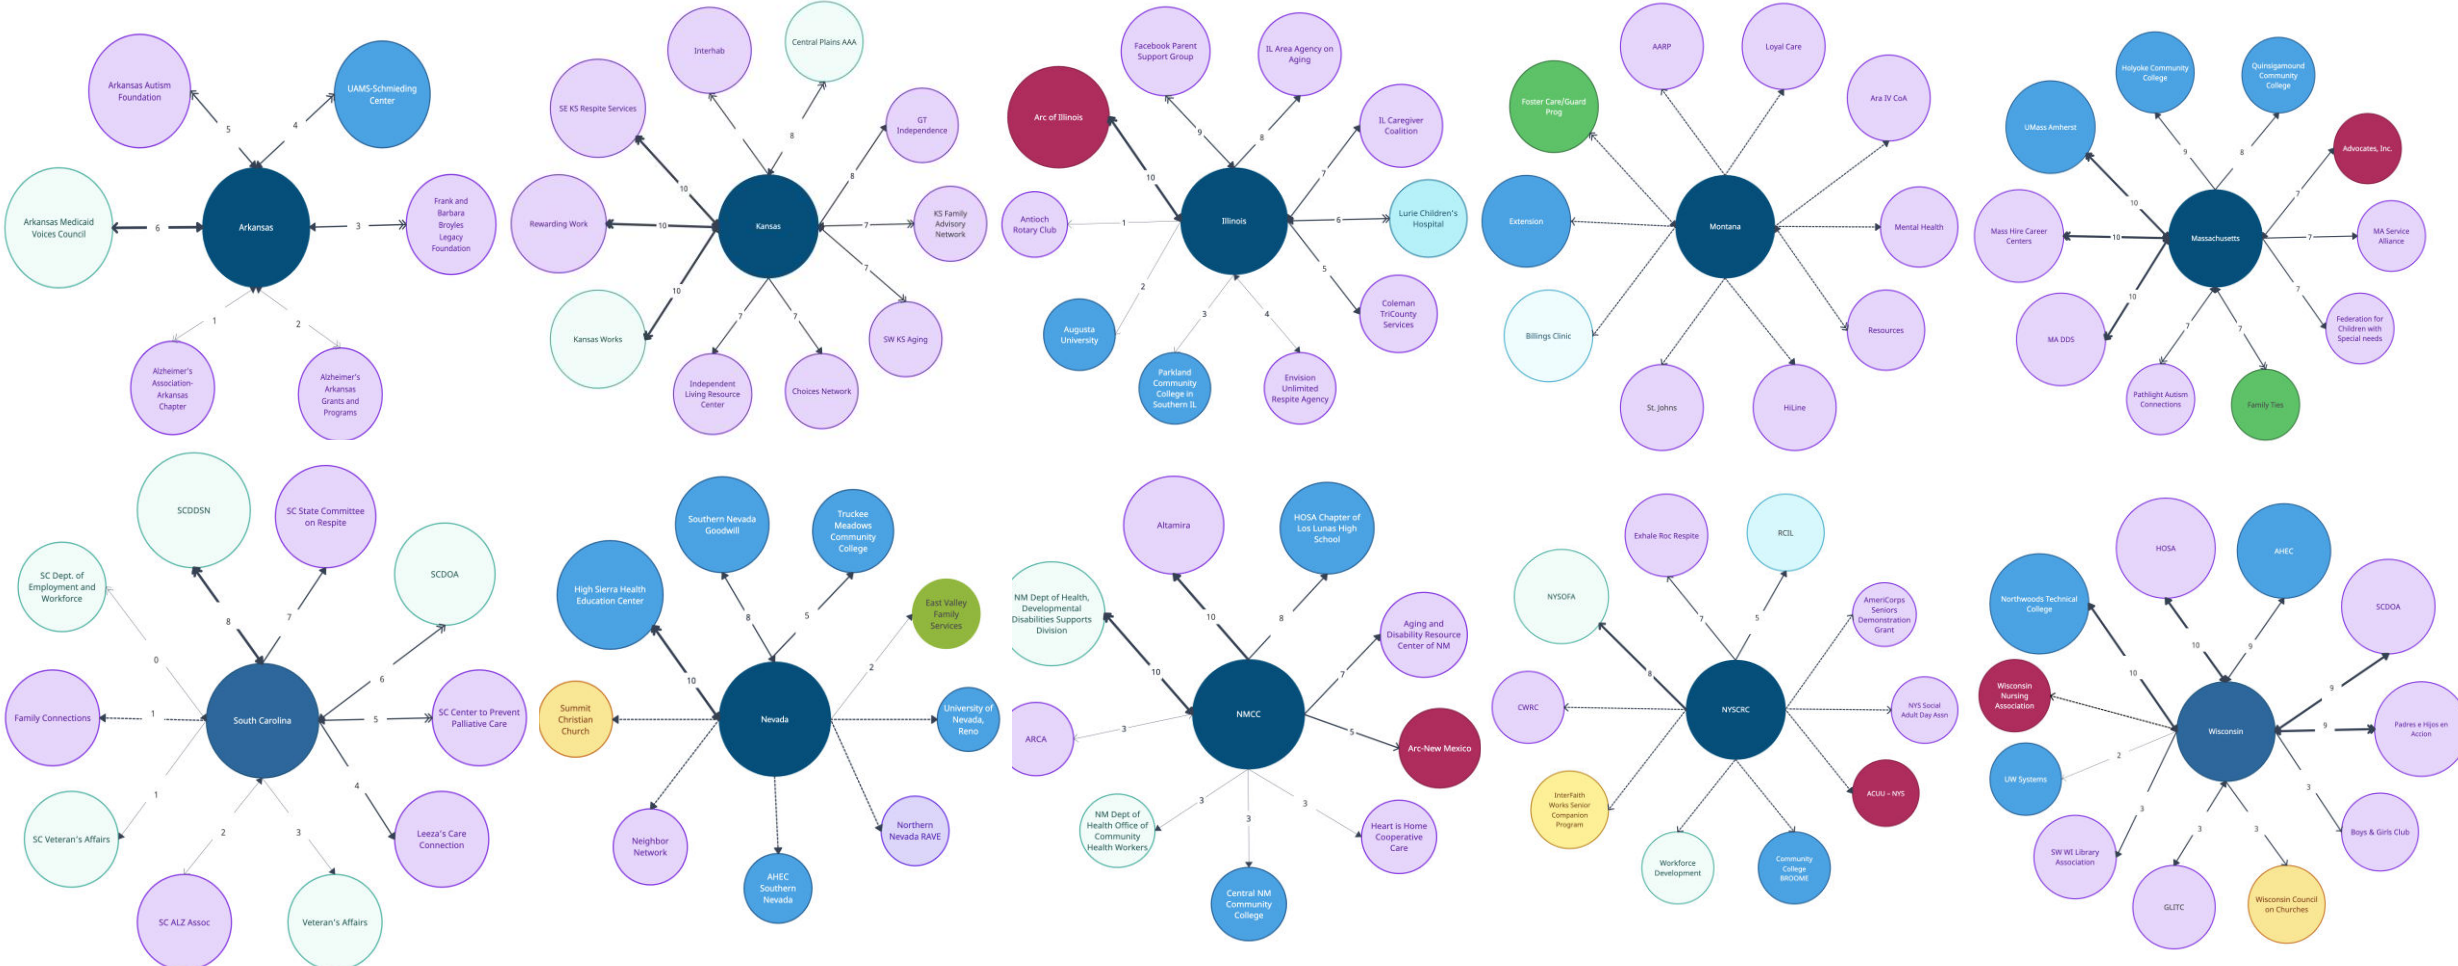 Arkansas Autism
Foundation
UAMS-Schmieding
Center
5
4
Arkansas Medicaid
Voices Council
6
Arkansas
3
Frank and
Barbara
Broyles
Legacy
Foundation
1
2
Alzheimer's
Association-
Arkansas
Chapter
Alzheimer's
Arkansas
Grants and
Programs
Interhab
Central Plains AAA
SE KS Respite Services
8
GT
Independence
10
8
Rewarding Work
10
Kansas
7
KS Family
Advisory
Network
10
7
Kansas Works
7
7
SW KS Aging
Independent
Living Resource
Center
Choices Network
Facebook Parent
Support Group
IL Area Agency on
Aging
Arc of Illinois
9
8
IL Caregiver
Coalition
10
7
Antioch
Rotary Club
1
Illinois
6
Lurie Children's
Hospital
2
5
Augusta
University
3
4
Coleman
TriCounty
Services
Parkland
Community
College in
Southern IL
Envision
Unlimited
Respite Agency
AARP
Loyal Care
Foster Care/Guard
Prog
Ara IV CoA
Extension
Montana
Mental Health
Billings Clinic
Resources
St. Johns
HiLine
Holyoke Community
College
Quinsigamound
Community
College
UMass Amherst
9
8
Advocates, Inc.
10
7
Mass Hire Career
Centers
10
Massachusetts
7
MA Service
Alliance
10
7
MA DDS
7
7
Federation for
Children with
Special needs
Pathlight Autism
Connections
Family Ties
SCDDSN
SC State Committee
on Respite
SC Dept. of
Employment and
Workforce
SCDOA
8
7
0
6
Family Connections
1
South Carolina
5
SC Center to Prevent
Palliative Care
1
4
SC Veteran's Affairs
2
3
Leeza's Care
Connection
SC ALZ Assoc
Veteran's Affairs
Southern Nevada
Goodwill
Truckee
Meadows
Community
College
High Sierra Health
Education Center
8
5
East Valley
Family
Services
10
2
Summit
Christian
Church
Nevada
University of
Nevada,
Reno
Neighbor
Network
Northern
Nevada RAVE
AHEC
Southern
Nevada
Altamira
HOSA Chapter of
Los Lunas High
School
NM Dept of Health,
Developmental
Disabilities Supports
Division
10
8
Aging and
Disability Resource
Center of NM
10
7
ARCA
3
NMCC
5
Arc-New Mexico
3
3
3
NM Dept of
Health Office of
Community
Health Workers
Heart is Home
Cooperative
Care
Central NM
Community
College
Exhale Roc Respite
RCIL
NYSOFA
7
5
AmeriCorps
Seniors
Demonstration
Grant
8
CWRC
NYSCRC
NYS Social
Adult Day Assn
InterFaith
Works Senior
Companion
Program
ACUU – NYS
Workforce
Development
Community
College
BROOME
HOSA
AHEC
Northwoods Technical
College
10
9
SCDOA
10
9
Wisconsin
Nursing
Association
Wisconsin
9
Padres e Hijos en
Accion
UW Systems
2
3
3
3
3
Boys & Girls Club
SW WI Library
Association
GLITC
Wisconsin Council
on Churches